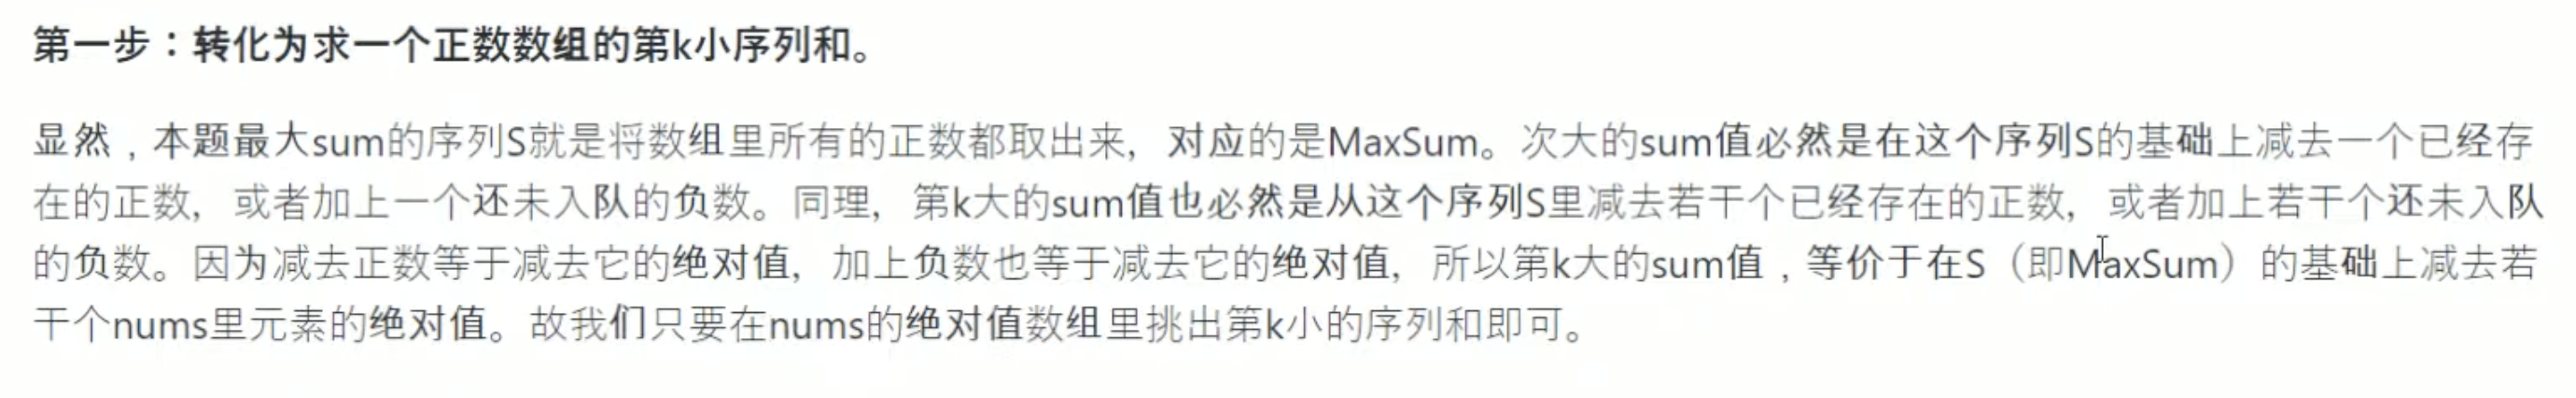 第一步：转化为求一个正数数组的第k小序列和。
显然，本题最大sum的序列S就是将数组里所有的正数都取出来，对应的是MaxSum。次大的sum值必然是在这个序列S的基础上减去一个已经存
在的正数，或者加上一个还未入队的负数。同理，第k大的sum值也必然是从这个序列S里减去若干个已经存在的正数，或者加上若干个还未入队
的负数。因为减去正数等于减去它的绝对值，加上负数也等于减去它的绝对值，所以第k大的sum值，等价于在S（即MaxSum）的基础上减去若
干个nums里元素的绝对值。故我们只要在nums的绝对值数组里挑出第k小的序列和即可。